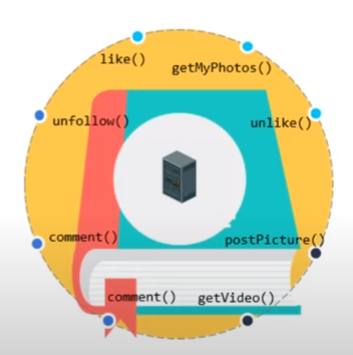 like()
getMyPhotos()
unfollow()
unlike()
comment()
postPicture()
comment()
getVideo()